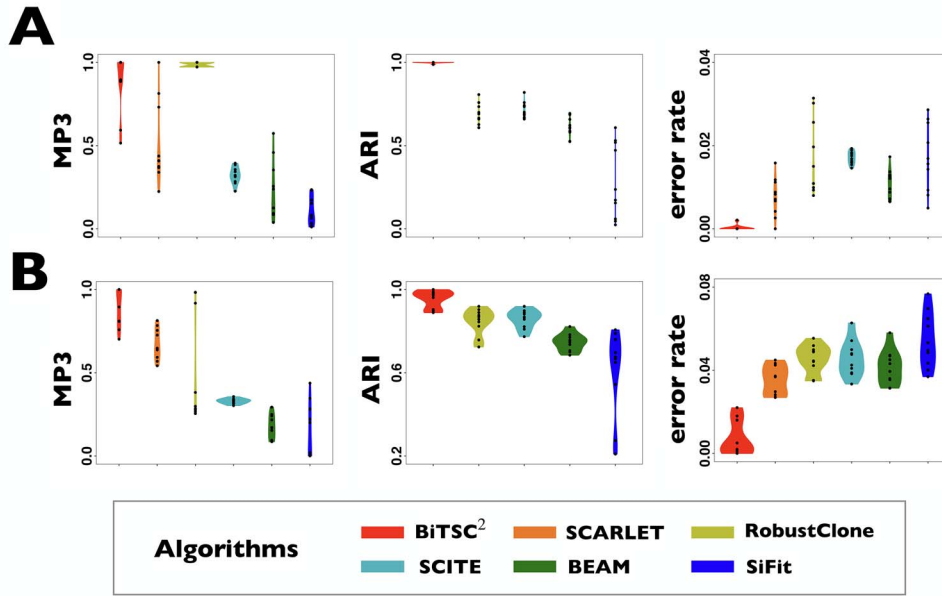 A
MP3
1.0
0.5
0.0
ARI
1.0
0.5
0.0
error rate
0.04
0.02
0.00
B
MP3
1.0
0.5
0.0
ARI
1.0
0.6
0.2
error rate
0.08
0.04
0.00
Algorithms
BiTSC²
SCARLET
RobustClone
SCITE
BEAM
SiFit